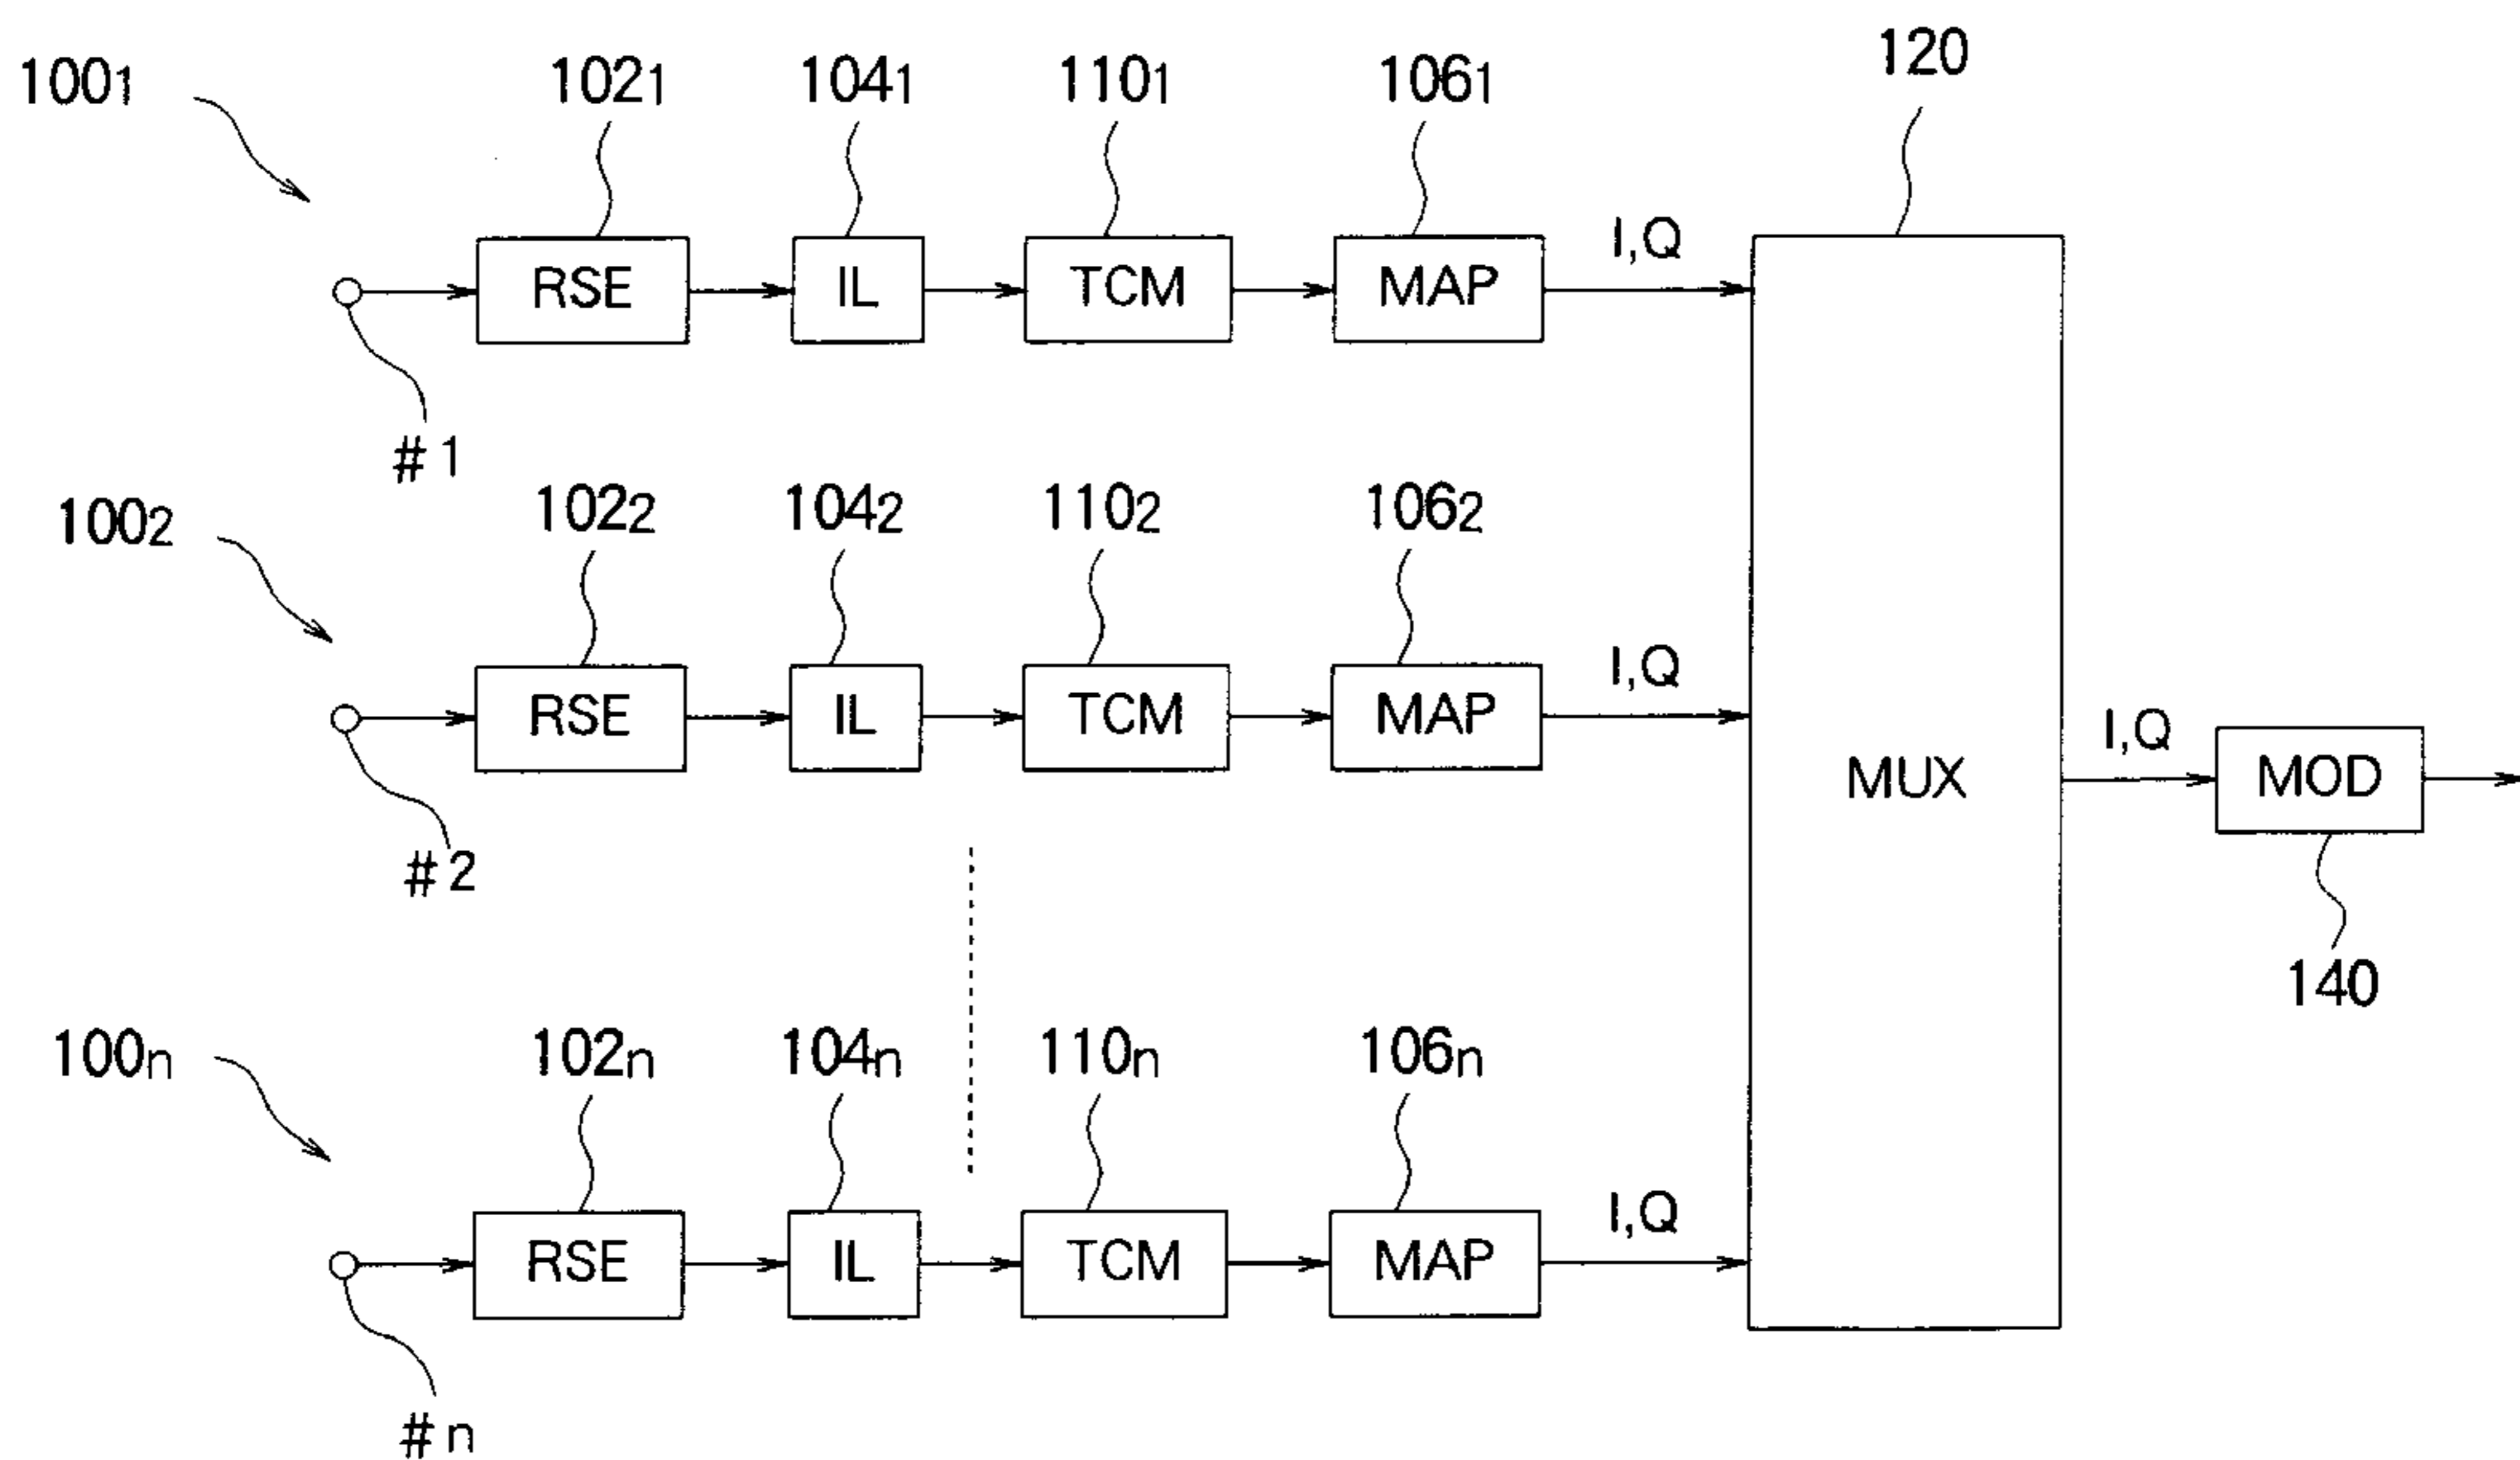 100₁ 102₁ 104₁ 110₁ 106₁ 120
RSE IL TCM MAP I,Q
#1
100₂ 102₂ 104₂ 110₂ 106₂
RSE IL TCM MAP I,Q
MUX I,Q MOD
#2
140
100ₙ 102ₙ 104ₙ 110ₙ 106ₙ
RSE IL TCM MAP I,Q
#n